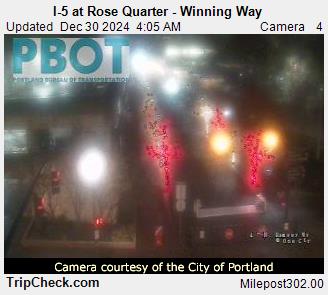 I-5 at Rose Quarter - Winning Way
Updated Dec 30 2024 4:05 AM Camera 4
PBOT
PORTLAND BUREAU OF TRANSPORTATION
Camera courtesy of the City of Portland
TripCheck.com Milepost302.00